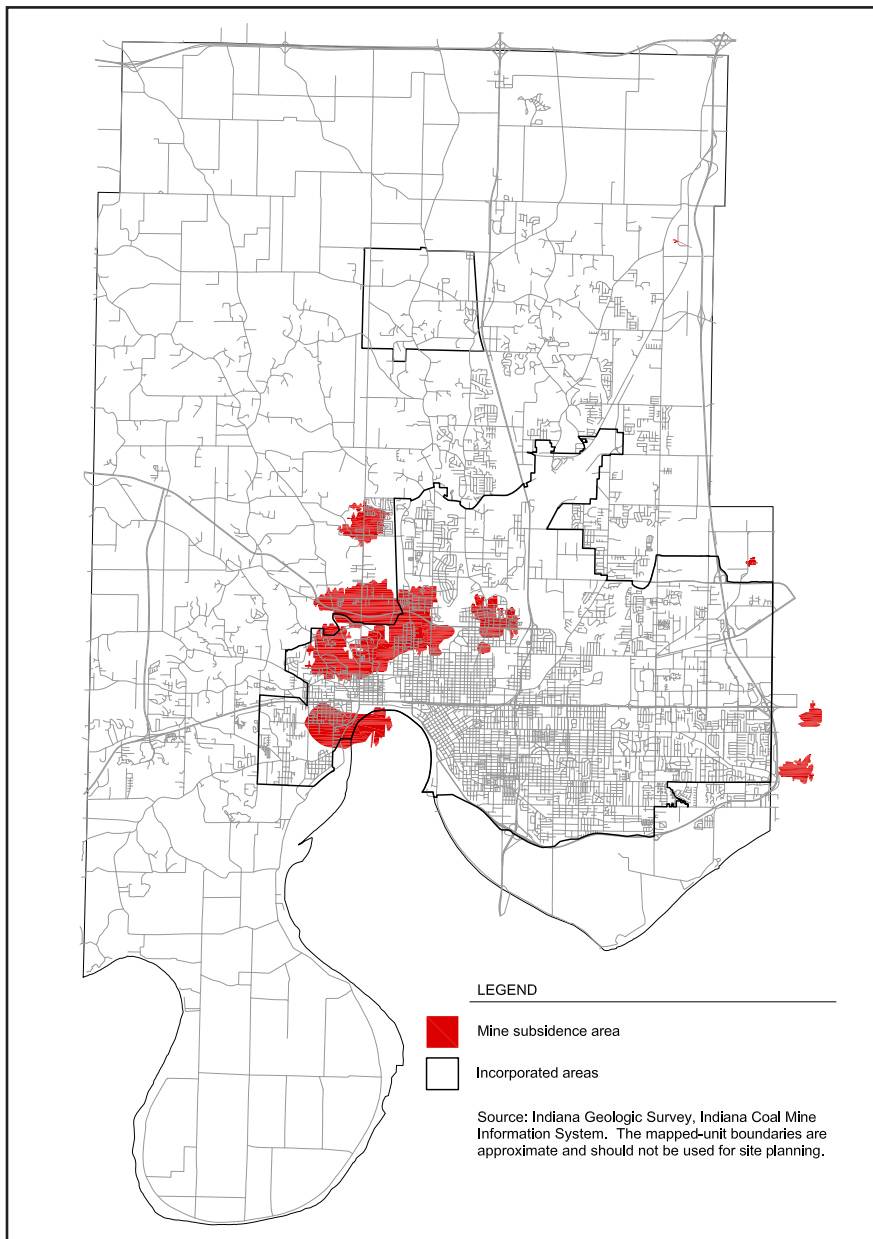 LEGEND
Mine subsidence area
Incorporated areas
Source: Indiana Geologic Survey, Indiana Coal Mine
Information System.  The mapped-unit boundaries are
approximate and should not be used for site planning.